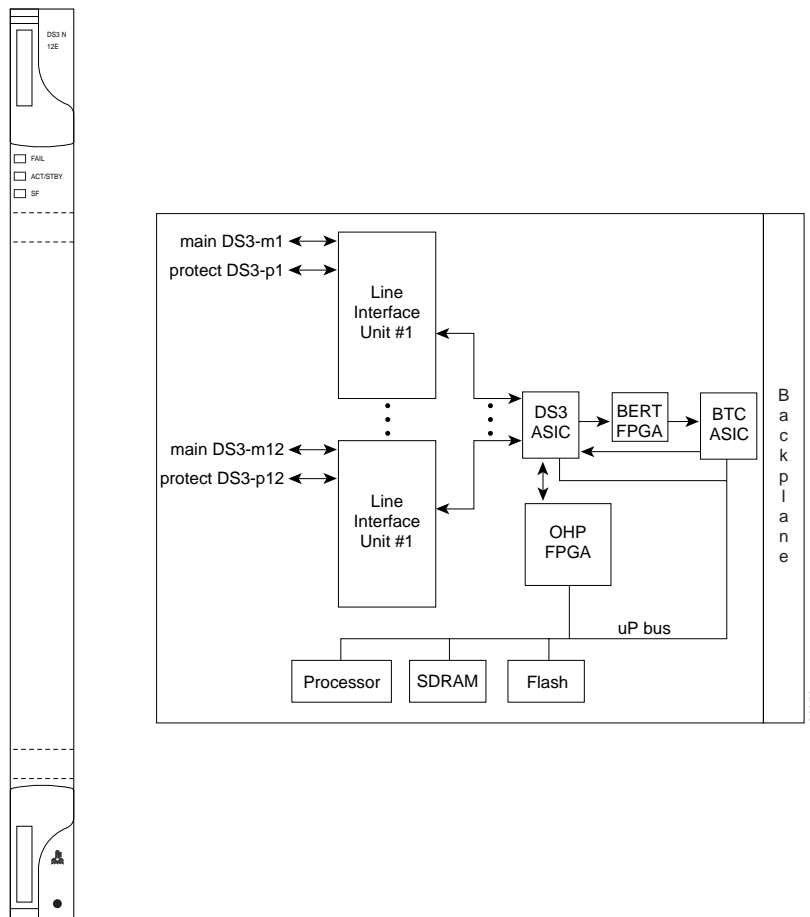 DS3 N
12E
FAIL
ACT/STBY
SF
main DS3-m1
protect DS3-p1
Line
Interface
Unit #1
main DS3-m12
protect DS3-p12
Line
Interface
Unit #1
DS3
ASIC
BERT
FPGA
BTC
ASIC
OHP
FPGA
uP bus
Processor
SDRAM
Flash
Backplane